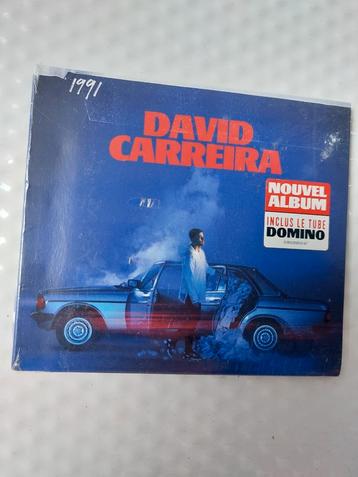 1991
DAVID
CARREIRA
NOUVEL
ALBUM
INCLUS LE TUBE
DOMINO